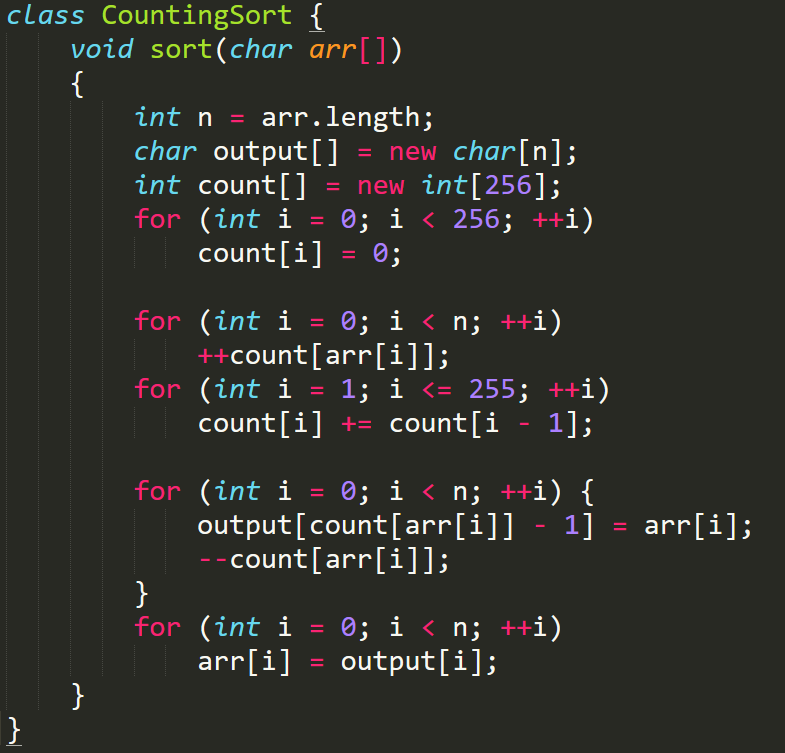 class CountingSort {
    void sort(char arr[])
    {
        int n = arr.length;
        char output[] = new char[n];
        int count[] = new int[256];
        for (int i = 0; i < 256; ++i)
            count[i] = 0;

        for (int i = 0; i < n; ++i)
            ++count[arr[i]];
        for (int i = 1; i <= 255; ++i)
            count[i] += count[i - 1];

        for (int i = 0; i < n; ++i) {
            output[count[arr[i]] - 1] = arr[i];
            --count[arr[i]];
        }
        for (int i = 0; i < n; ++i)
            arr[i] = output[i];
    }
}